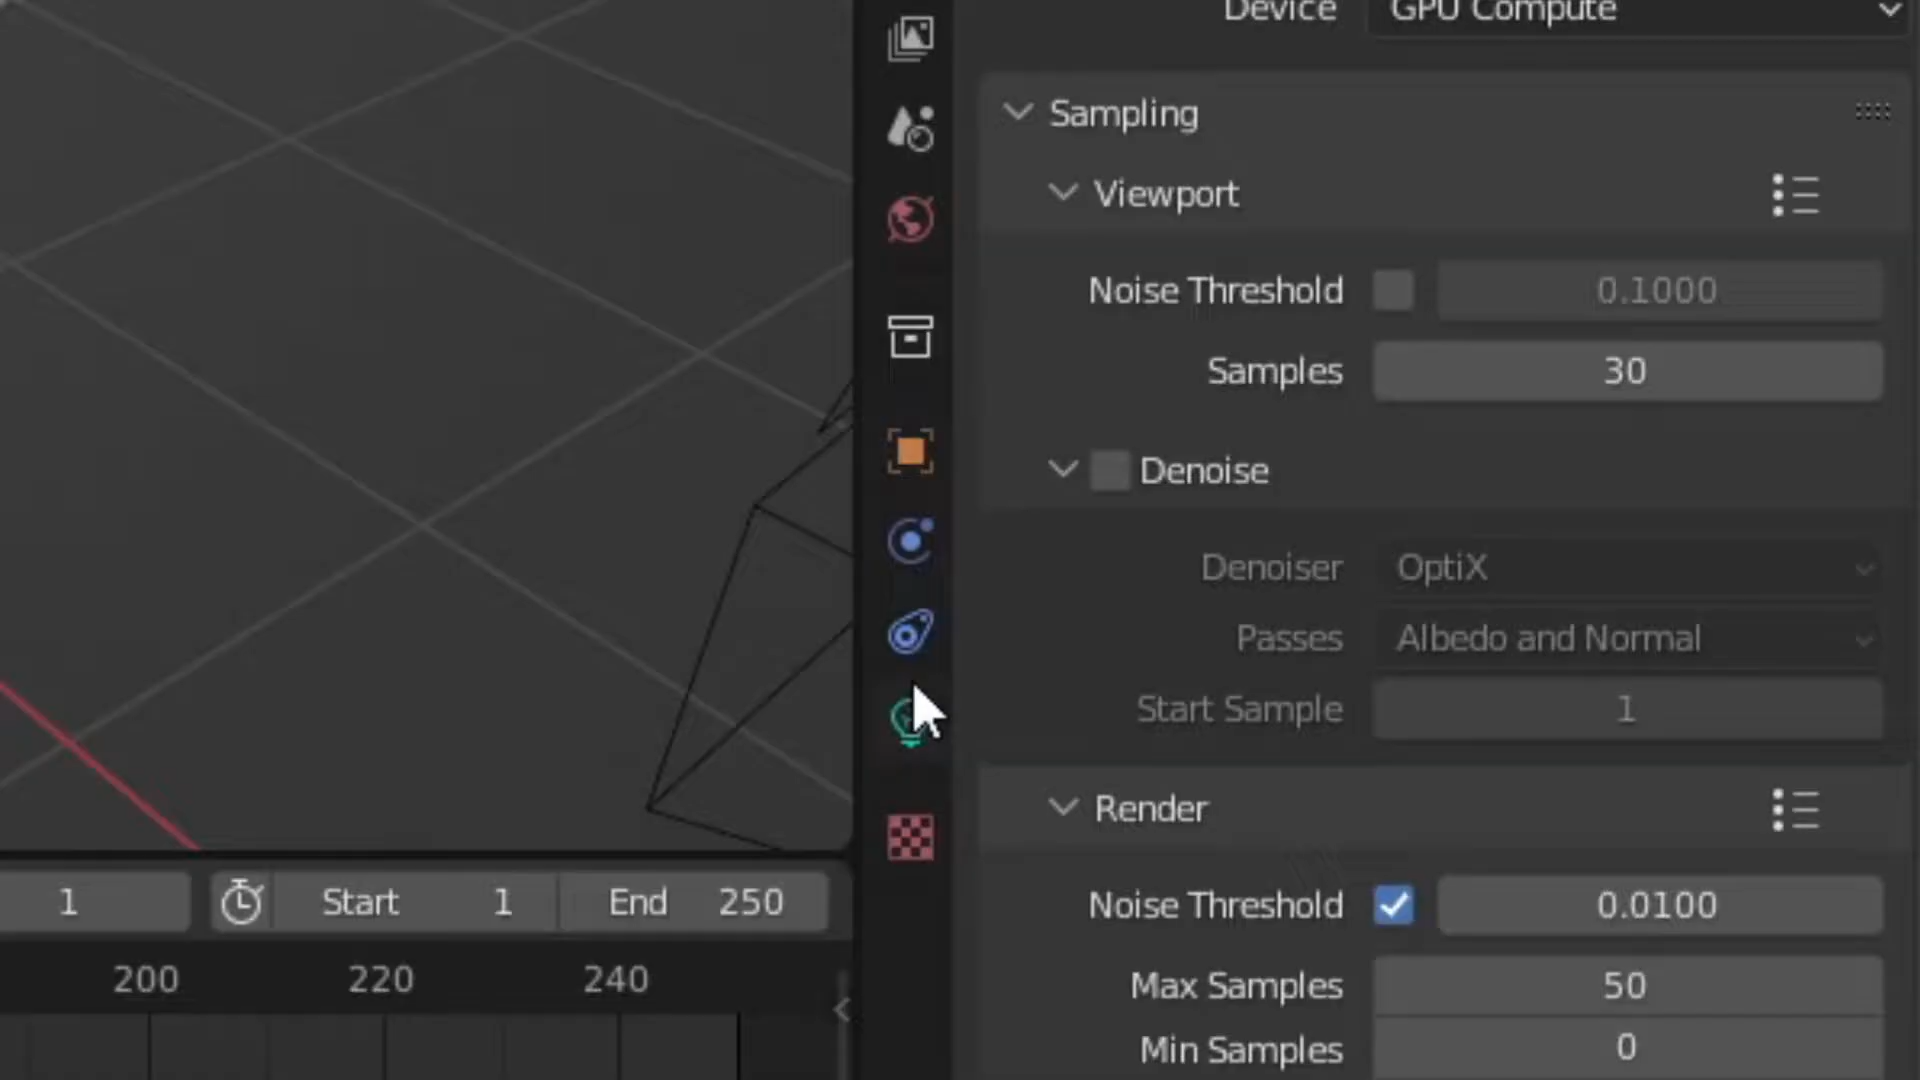 Device GPU Compute
Sampling
Viewport
Noise Threshold 0.1000
Samples 30
Denoise
Denoiser OptiX
Passes Albedo and Normal
Start Sample 1
Render
Noise Threshold 0.0100
Max Samples 50
Min Samples 0
1 Start 1 End 250
200 220 240